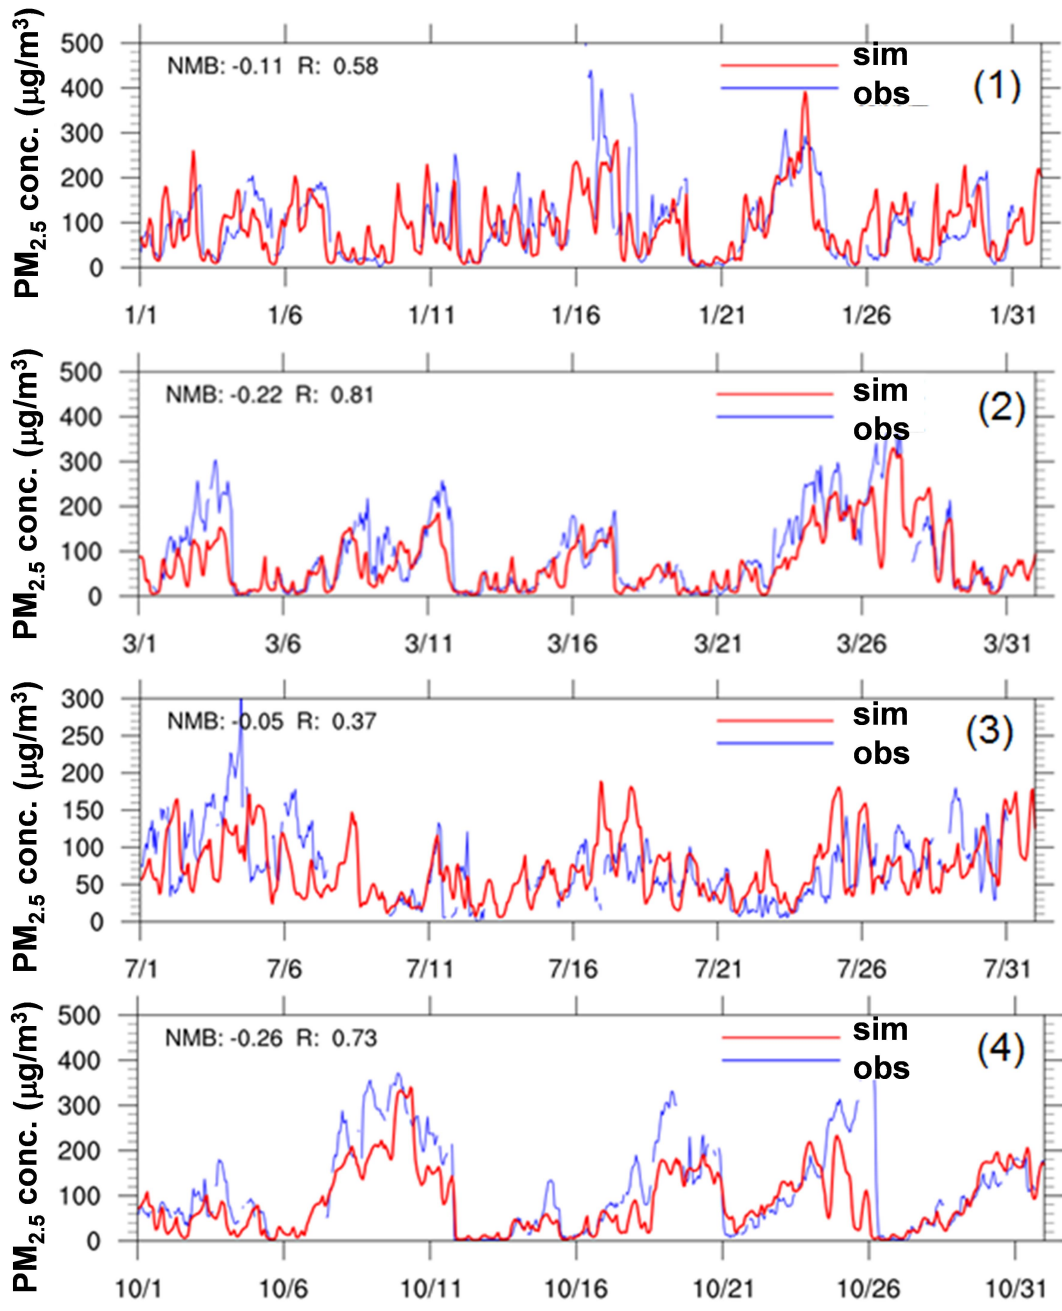 PM2.5 conc. (μg/m3)
500
400
300
200
100
0
NMB: -0.11 R: 0.58
sim
obs
(1)
1/1 1/6 1/11 1/16 1/21 1/26 1/31
PM2.5 conc. (μg/m3)
500
400
300
200
100
0
NMB: -0.22 R: 0.81
sim
obs
(2)
3/1 3/6 3/11 3/16 3/21 3/26 3/31
PM2.5 conc. (μg/m3)
300
250
200
150
100
50
0
NMB: -0.05 R: 0.37
sim
obs
(3)
7/1 7/6 7/11 7/16 7/21 7/26 7/31
PM2.5 conc. (μg/m3)
500
400
300
200
100
0
NMB: -0.26 R: 0.73
sim
obs
(4)
10/1 10/6 10/11 10/16 10/21 10/26 10/31